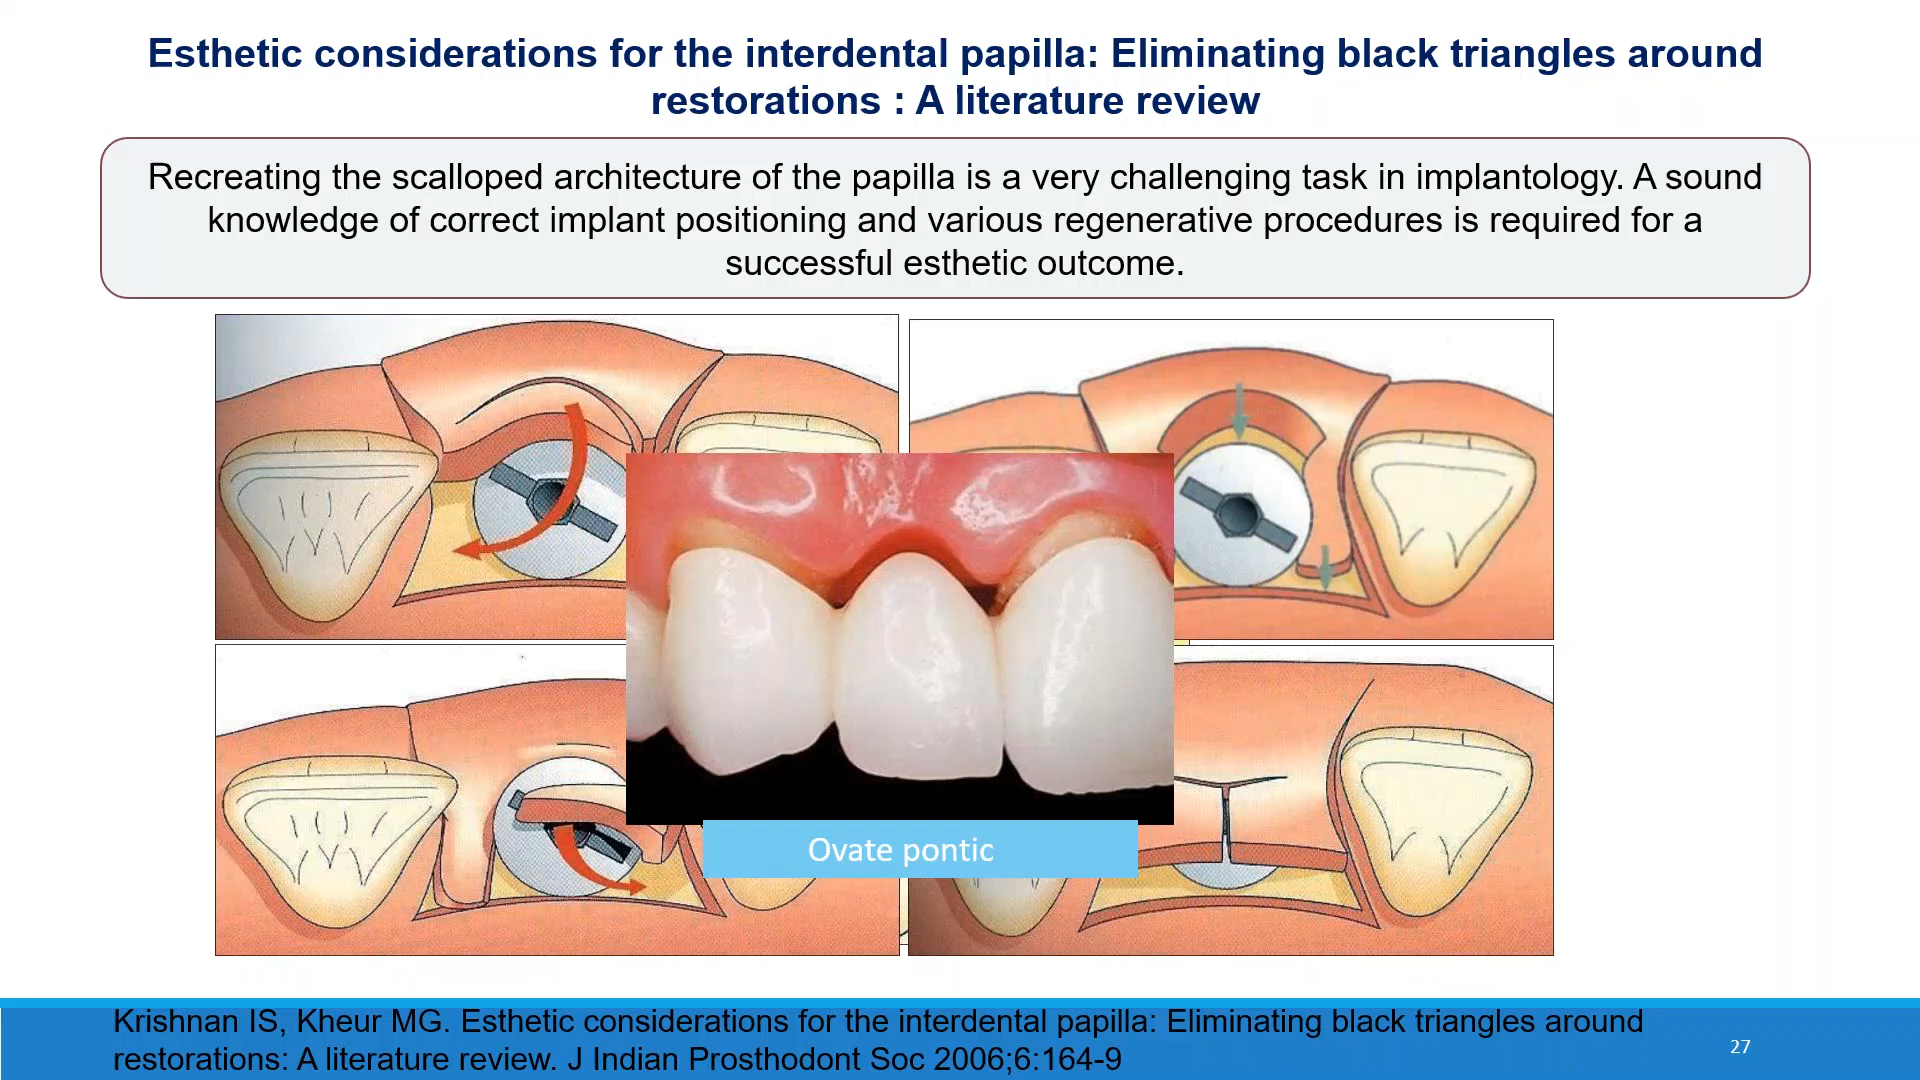 Esthetic considerations for the interdental papilla: Eliminating black triangles around
restorations : A literature review
Recreating the scalloped architecture of the papilla is a very challenging task in implantology. A sound
knowledge of correct implant positioning and various regenerative procedures is required for a
successful esthetic outcome.
Ovate pontic
Krishnan IS, Kheur MG. Esthetic considerations for the interdental papilla: Eliminating black triangles around
restorations: A literature review. J Indian Prosthodont Soc 2006;6:164-9
27